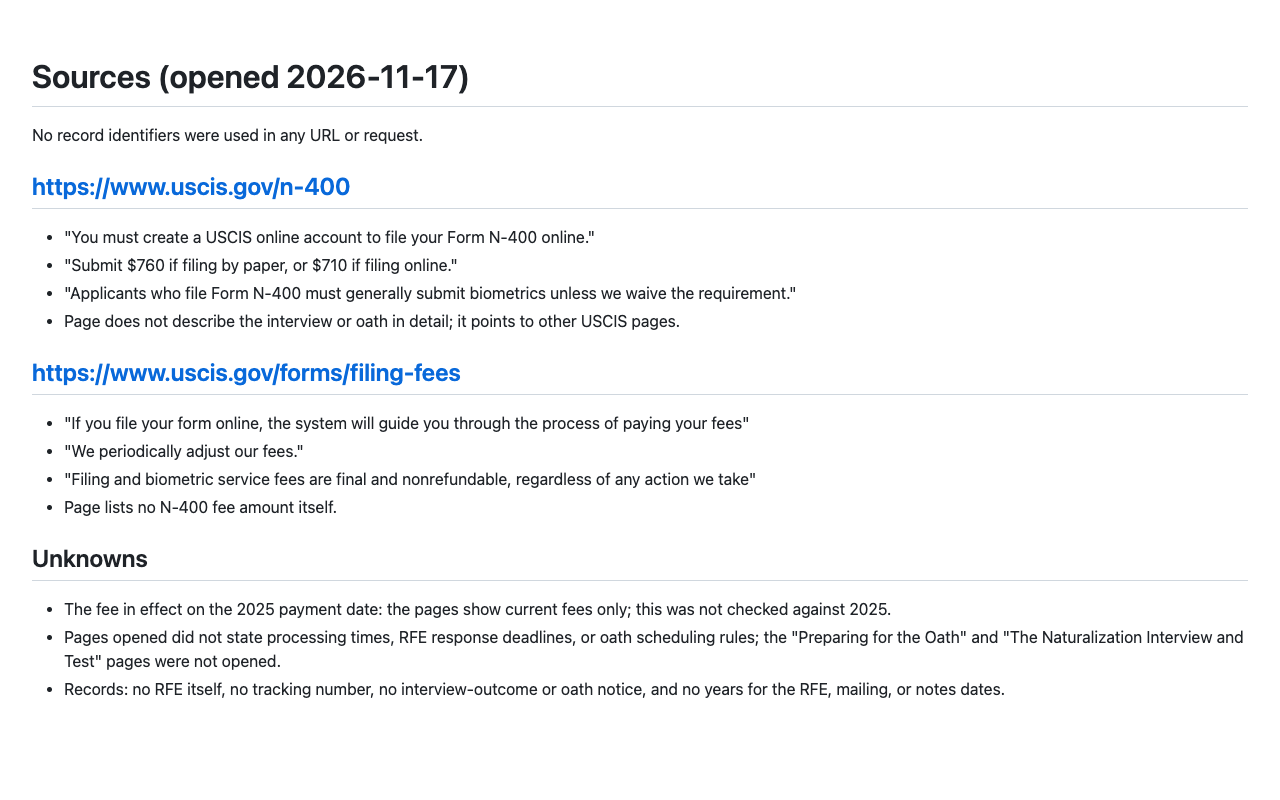 Sources (opened 2026-11-17)
No record identifiers were used in any URL or request.
https://www.uscis.gov/n-400
"You must create a USCIS online account to file your Form N-400 online."
"Submit $760 if filing by paper, or $710 if filing online."
"Applicants who file Form N-400 must generally submit biometrics unless we waive the requirement."
Page does not describe the interview or oath in detail; it points to other USCIS pages.
https://www.uscis.gov/forms/filing-fees
"If you file your form online, the system will guide you through the process of paying your fees"
"We periodically adjust our fees."
"Filing and biometric service fees are final and nonrefundable, regardless of any action we take"
Page lists no N-400 fee amount itself.
Unknowns
The fee in effect on the 2025 payment date: the pages show current fees only; this was not checked against 2025.
Pages opened did not state processing times, RFE response deadlines, or oath scheduling rules; the "Preparing for the Oath" and "The Naturalization Interview and
Test" pages were not opened.
Records: no RFE itself, no tracking number, no interview-outcome or oath notice, and no years for the RFE, mailing, or notes dates.